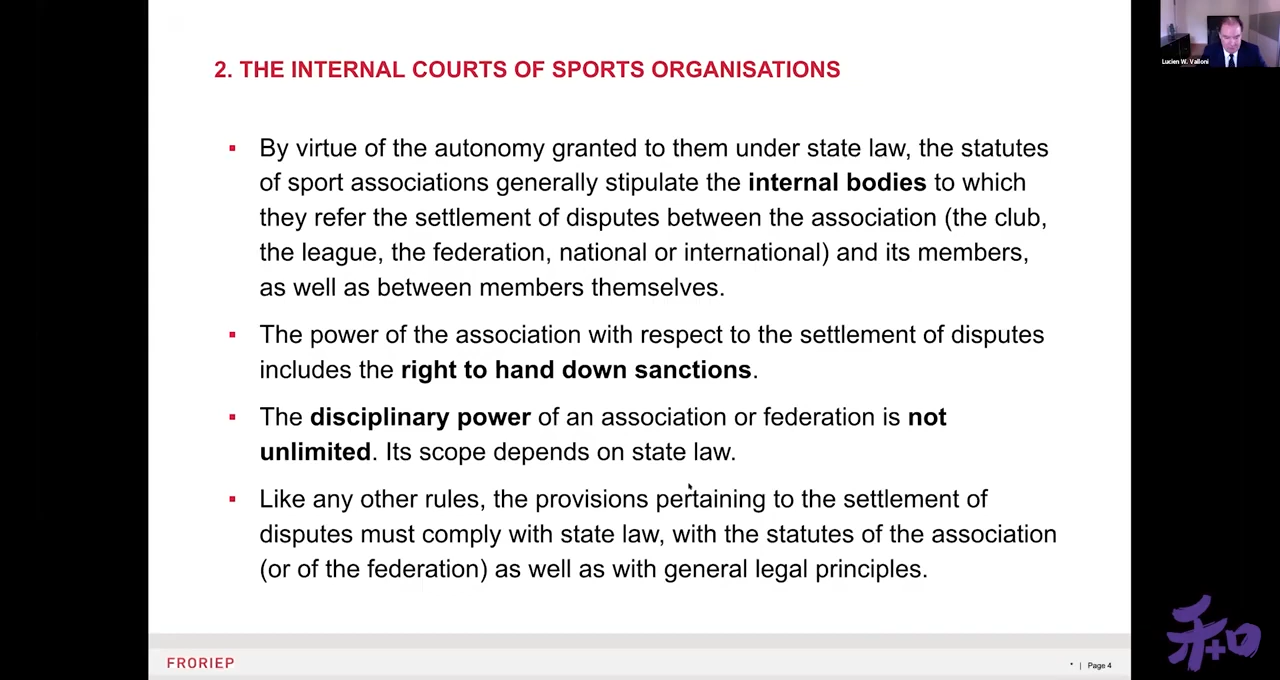 Lucien W. Valloni
2. THE INTERNAL COURTS OF SPORTS ORGANISATIONS
▪ By virtue of the autonomy granted to them under state law, the statutes
of sport associations generally stipulate the internal bodies to which
they refer the settlement of disputes between the association (the club,
the league, the federation, national or international) and its members,
as well as between members themselves.
▪ The power of the association with respect to the settlement of disputes
includes the right to hand down sanctions.
▪ The disciplinary power of an association or federation is not
unlimited. Its scope depends on state law.
▪ Like any other rules, the provisions pertaining to the settlement of
disputes must comply with state law, with the statutes of the association
(or of the federation) as well as with general legal principles.
FRORIEP
* | Page 4
和